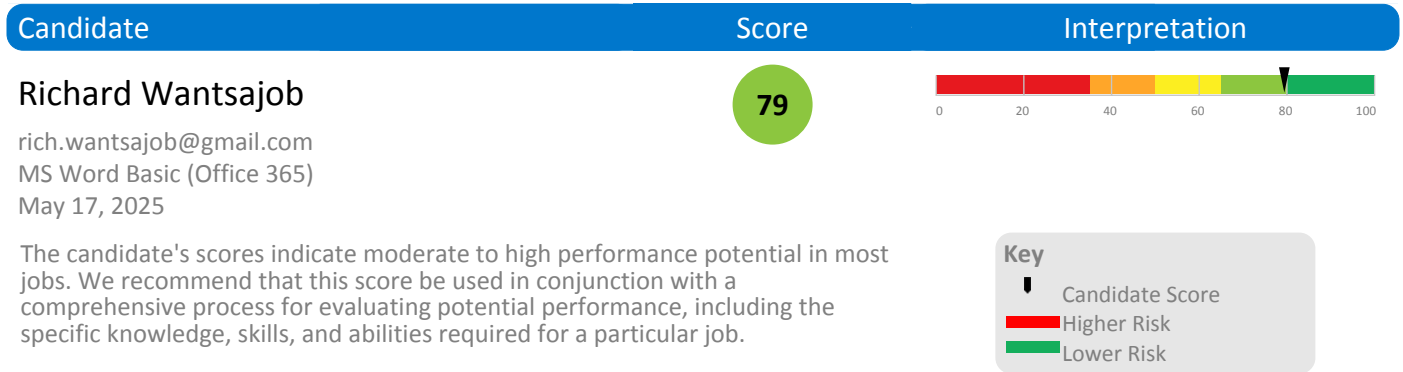 Candidate Score Interpretation
Richard Wantsajob
79
0 20 40 60 80 100
rich.wantsajob@gmail.com
MS Word Basic (Office 365)
May 17, 2025
The candidate's scores indicate moderate to high performance potential in most
jobs. We recommend that this score be used in conjunction with a
comprehensive process for evaluating potential performance, including the
specific knowledge, skills, and abilities required for a particular job.
Key
Candidate Score
Higher Risk
Lower Risk